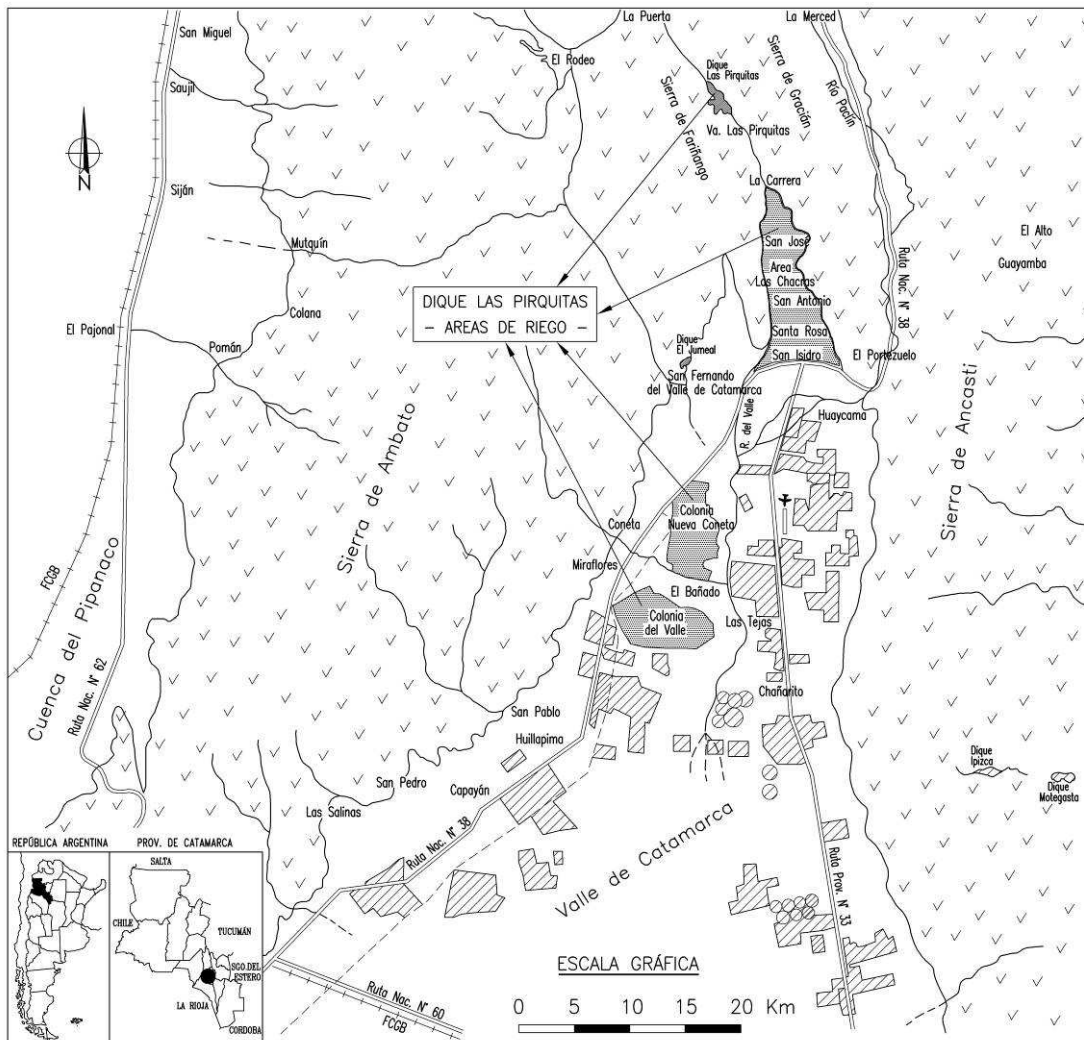 La Puerta
La Merced
San Miguel
El Rodeo
Dique
Las Pirquitas
Sierra de Gracián
Saujil
Río Paclín
Sierra de Fariñango
Va. Las Pirquitas
N
La Carrera
Siján
El Alto
San José
Mutquín
Guayamba
Area
Las Chacras
Ruta Nac. N° 38
DIQUE LAS PIRQUITAS
- AREAS DE RIEGO -
San Antonio
Colana
El Pajonal
Santa Rosa
Dique
El Jumeal
Pomán
San Isidro
El Portezuelo
San Fernando
del Valle de Catamarca
Sierra de Ambato
Huaycama
R. del Valle
Sierra de Ancasti
Colonia
Nueva Coneta
Coneta
Miraflores
FCGB
Cuenca del Pipanaco
El Bañado
Colonia
del Valle
Las Tejas
Ruta Nac. N° 62
Chañarito
San Pablo
Huillapima
Dique
Ipizca
San Pedro
Capayán
Dique
Motegasta
Las Salinas
Ruta Nac. N° 38
REPÚBLICA ARGENTINA
PROV. DE CATAMARCA
SALTA
Valle de Catamarca
Ruta Prov. N° 33
CHILE
TUCUMÁN
ESCALA GRÁFICA
SGO.DEL
ESTERO
LA RIOJA
Ruta Nac. N° 60
FCGB
0 5 10 15 20 Km
CORDOBA